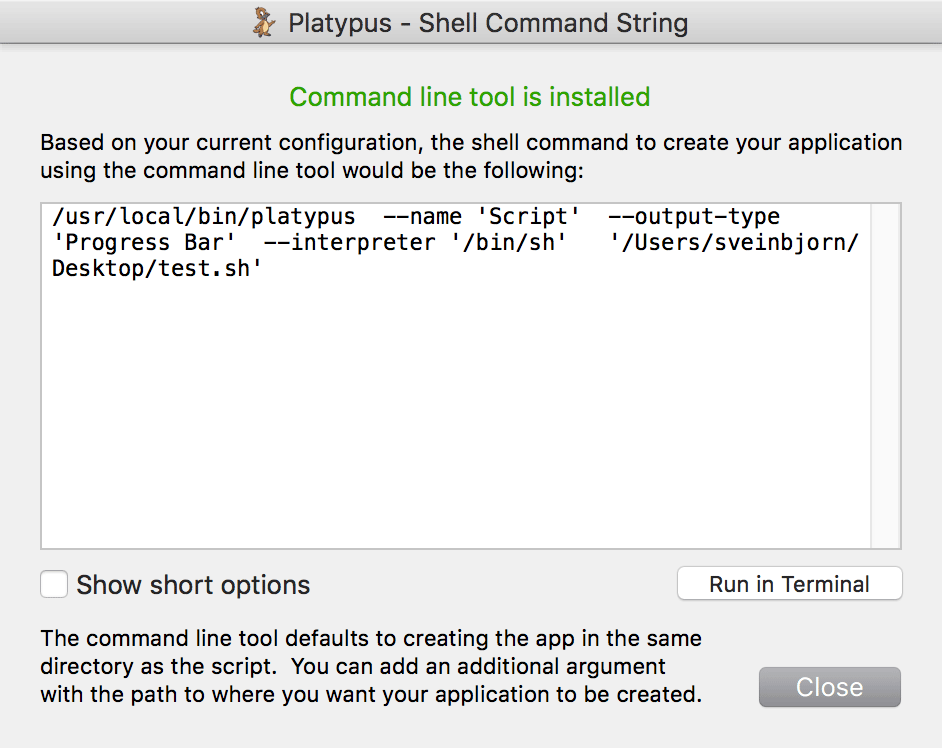 Platypus - Shell Command String
Command line tool is installed
Based on your current configuration, the shell command to create your application
using the command line tool would be the following:
/usr/local/bin/platypus  --name 'Script'  --output-type
'Progress Bar'  --interpreter '/bin/sh'   '/Users/sveinbjorn/
Desktop/test.sh'
Show short options
Run in Terminal
The command line tool defaults to creating the app in the same
directory as the script.  You can add an additional argument
with the path to where you want your application to be created.
Close